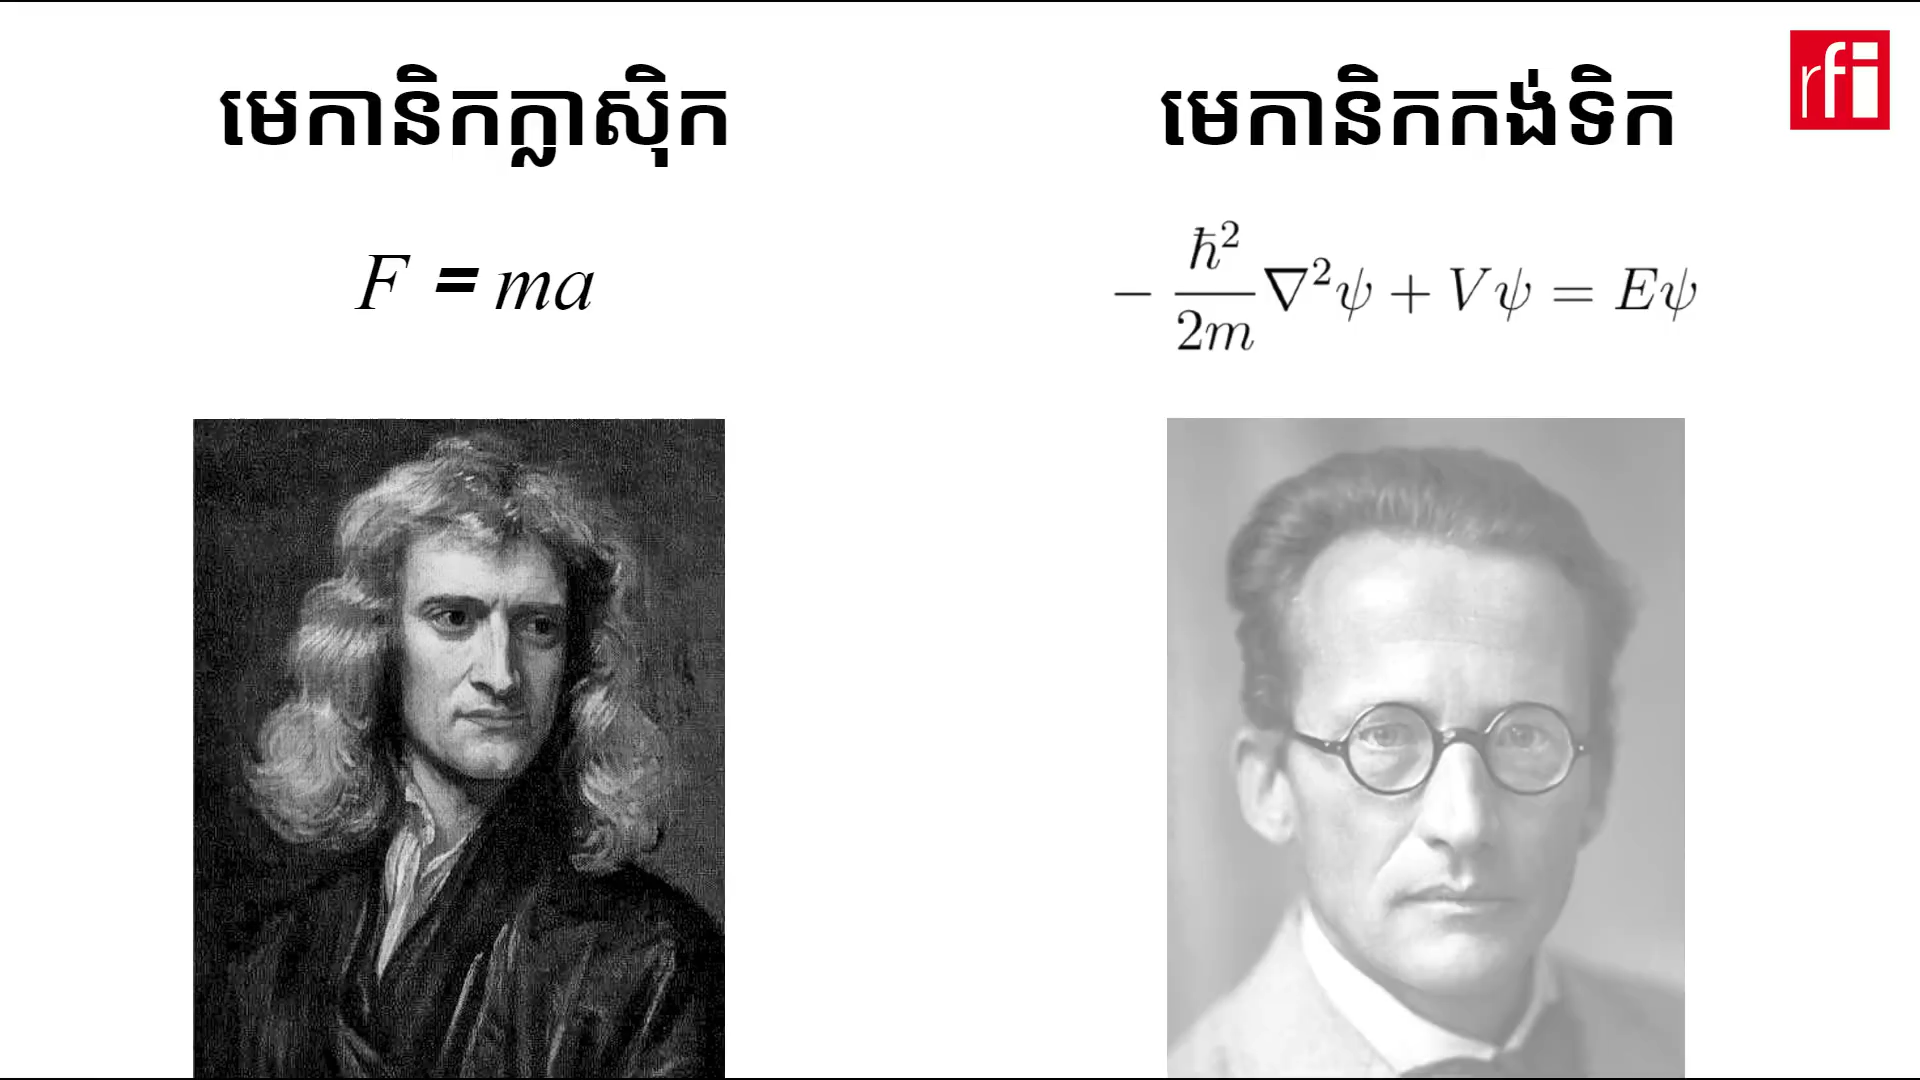 មេកានិកក្លាស៊ិក
មេកានិកកង់ទិក
rfi
F = ma
− ħ²/2m ∇²ψ + Vψ = Eψ